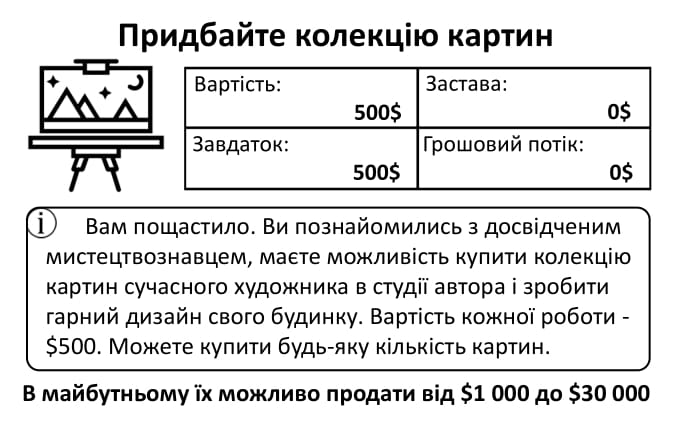 Придбайте колекцію картин
Вартість:
500$
Застава:
0$
Завдаток:
500$
Грошовий потік:
0$
i
Вам пощастило. Ви познайомились з досвідченим
мистецтвознавцем, маєте можливість купити колекцію
картин сучасного художника в студії автора і зробити
гарний дизайн свого будинку. Вартість кожної роботи -
$500. Можете купити будь-яку кількість картин.
В майбутньому їх можливо продати від $1 000 до $30 000